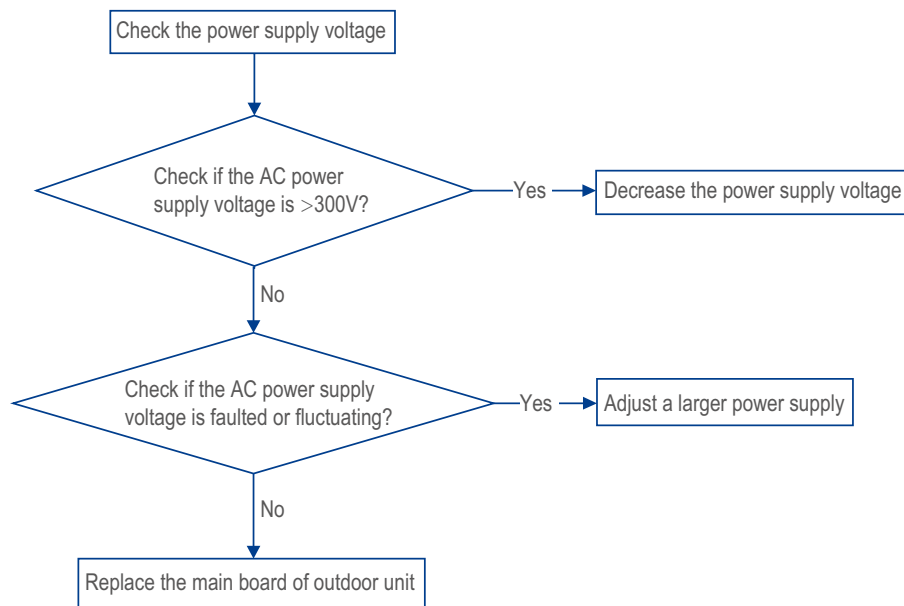 Check the power supply voltage
Check if the AC power
supply voltage is >300V?
Yes
Decrease the power supply voltage
No
Check if the AC power supply
voltage is faulted or fluctuating?
Yes
Adjust a larger power supply
No
Replace the main board of outdoor unit